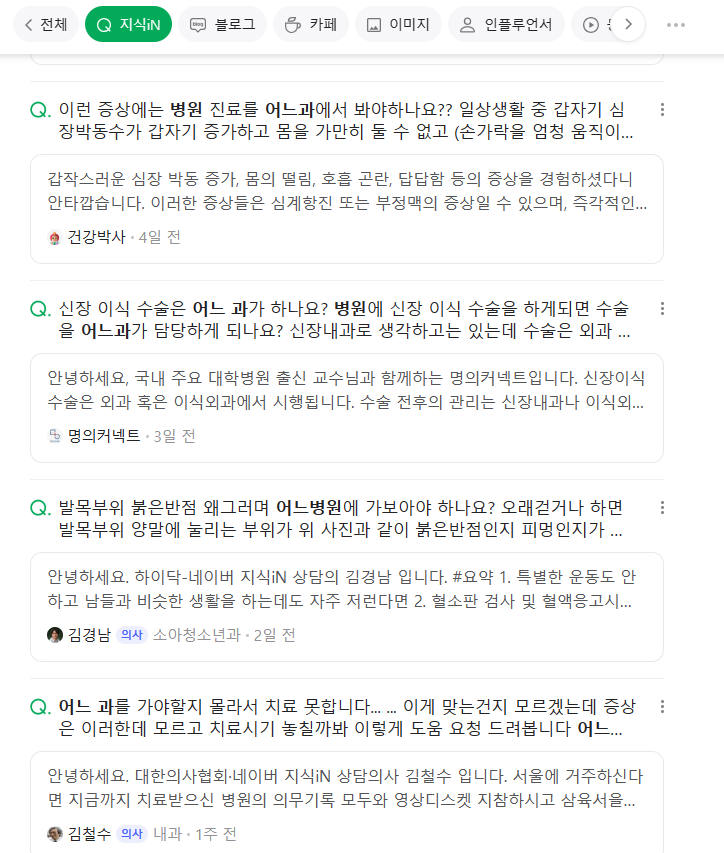 전체
지식iN
블로그
카페
이미지
인플루언서
이런 증상에는 병원 진료를 어느과에서 봐야하나요?? 일상생활 중 갑자기 심
장박동수가 갑자기 증가하고 몸을 가만히 둘 수 없고 (손가락을 엄청 움직이...
갑작스러운 심장 박동 증가, 몸의 떨림, 호흡 곤란, 답답함 등의 증상을 경험하셨다니
안타깝습니다. 이러한 증상들은 심계항진 또는 부정맥의 증상일 수 있으며, 즉각적인...
건강박사 · 4일 전
신장 이식 수술은 어느 과가 하나요? 병원에 신장 이식 수술을 하게되면 수술
을 어느과가 담당하게 되나요? 신장내과로 생각하고는 있는데 수술은 외과 ...
안녕하세요, 국내 주요 대학병원 출신 교수님과 함께하는 명의커넥트입니다. 신장이식
수술은 외과 혹은 이식외과에서 시행됩니다. 수술 전후의 관리는 신장내과나 이식외...
명의커넥트 · 3일 전
발목부위 붉은반점 왜그러며 어느병원에 가보아야 하나요? 오래걷거나 하면
발목부위 양말에 눌리는 부위가 위 사진과 같이 붉은반점인지 피멍인지가 ...
안녕하세요. 하이닥-네이버 지식iN 상담의 김경남 입니다. #요약 1. 특별한 운동도 안
하고 남들과 비슷한 생활을 하는데도 자주 저런다면 2. 혈소판 검사 및 혈액응고시...
김경남 의사 소아청소년과 · 2일 전
어느 과를 가야할지 몰라서 치료 못합니다... ... 이게 맞는건지 모르겠는데 증상
은 이러한데 모르고 치료시기 놓칠까봐 이렇게 도움 요청 드려봅니다 어느...
안녕하세요. 대한의사협회·네이버 지식iN 상담의사 김철수 입니다. 서울에 거주하신다
면 지금까지 치료받으신 병원의 의무기록 모두와 영상디스켓 지참하시고 삼육서울...
김철수 의사 내과 · 1주 전